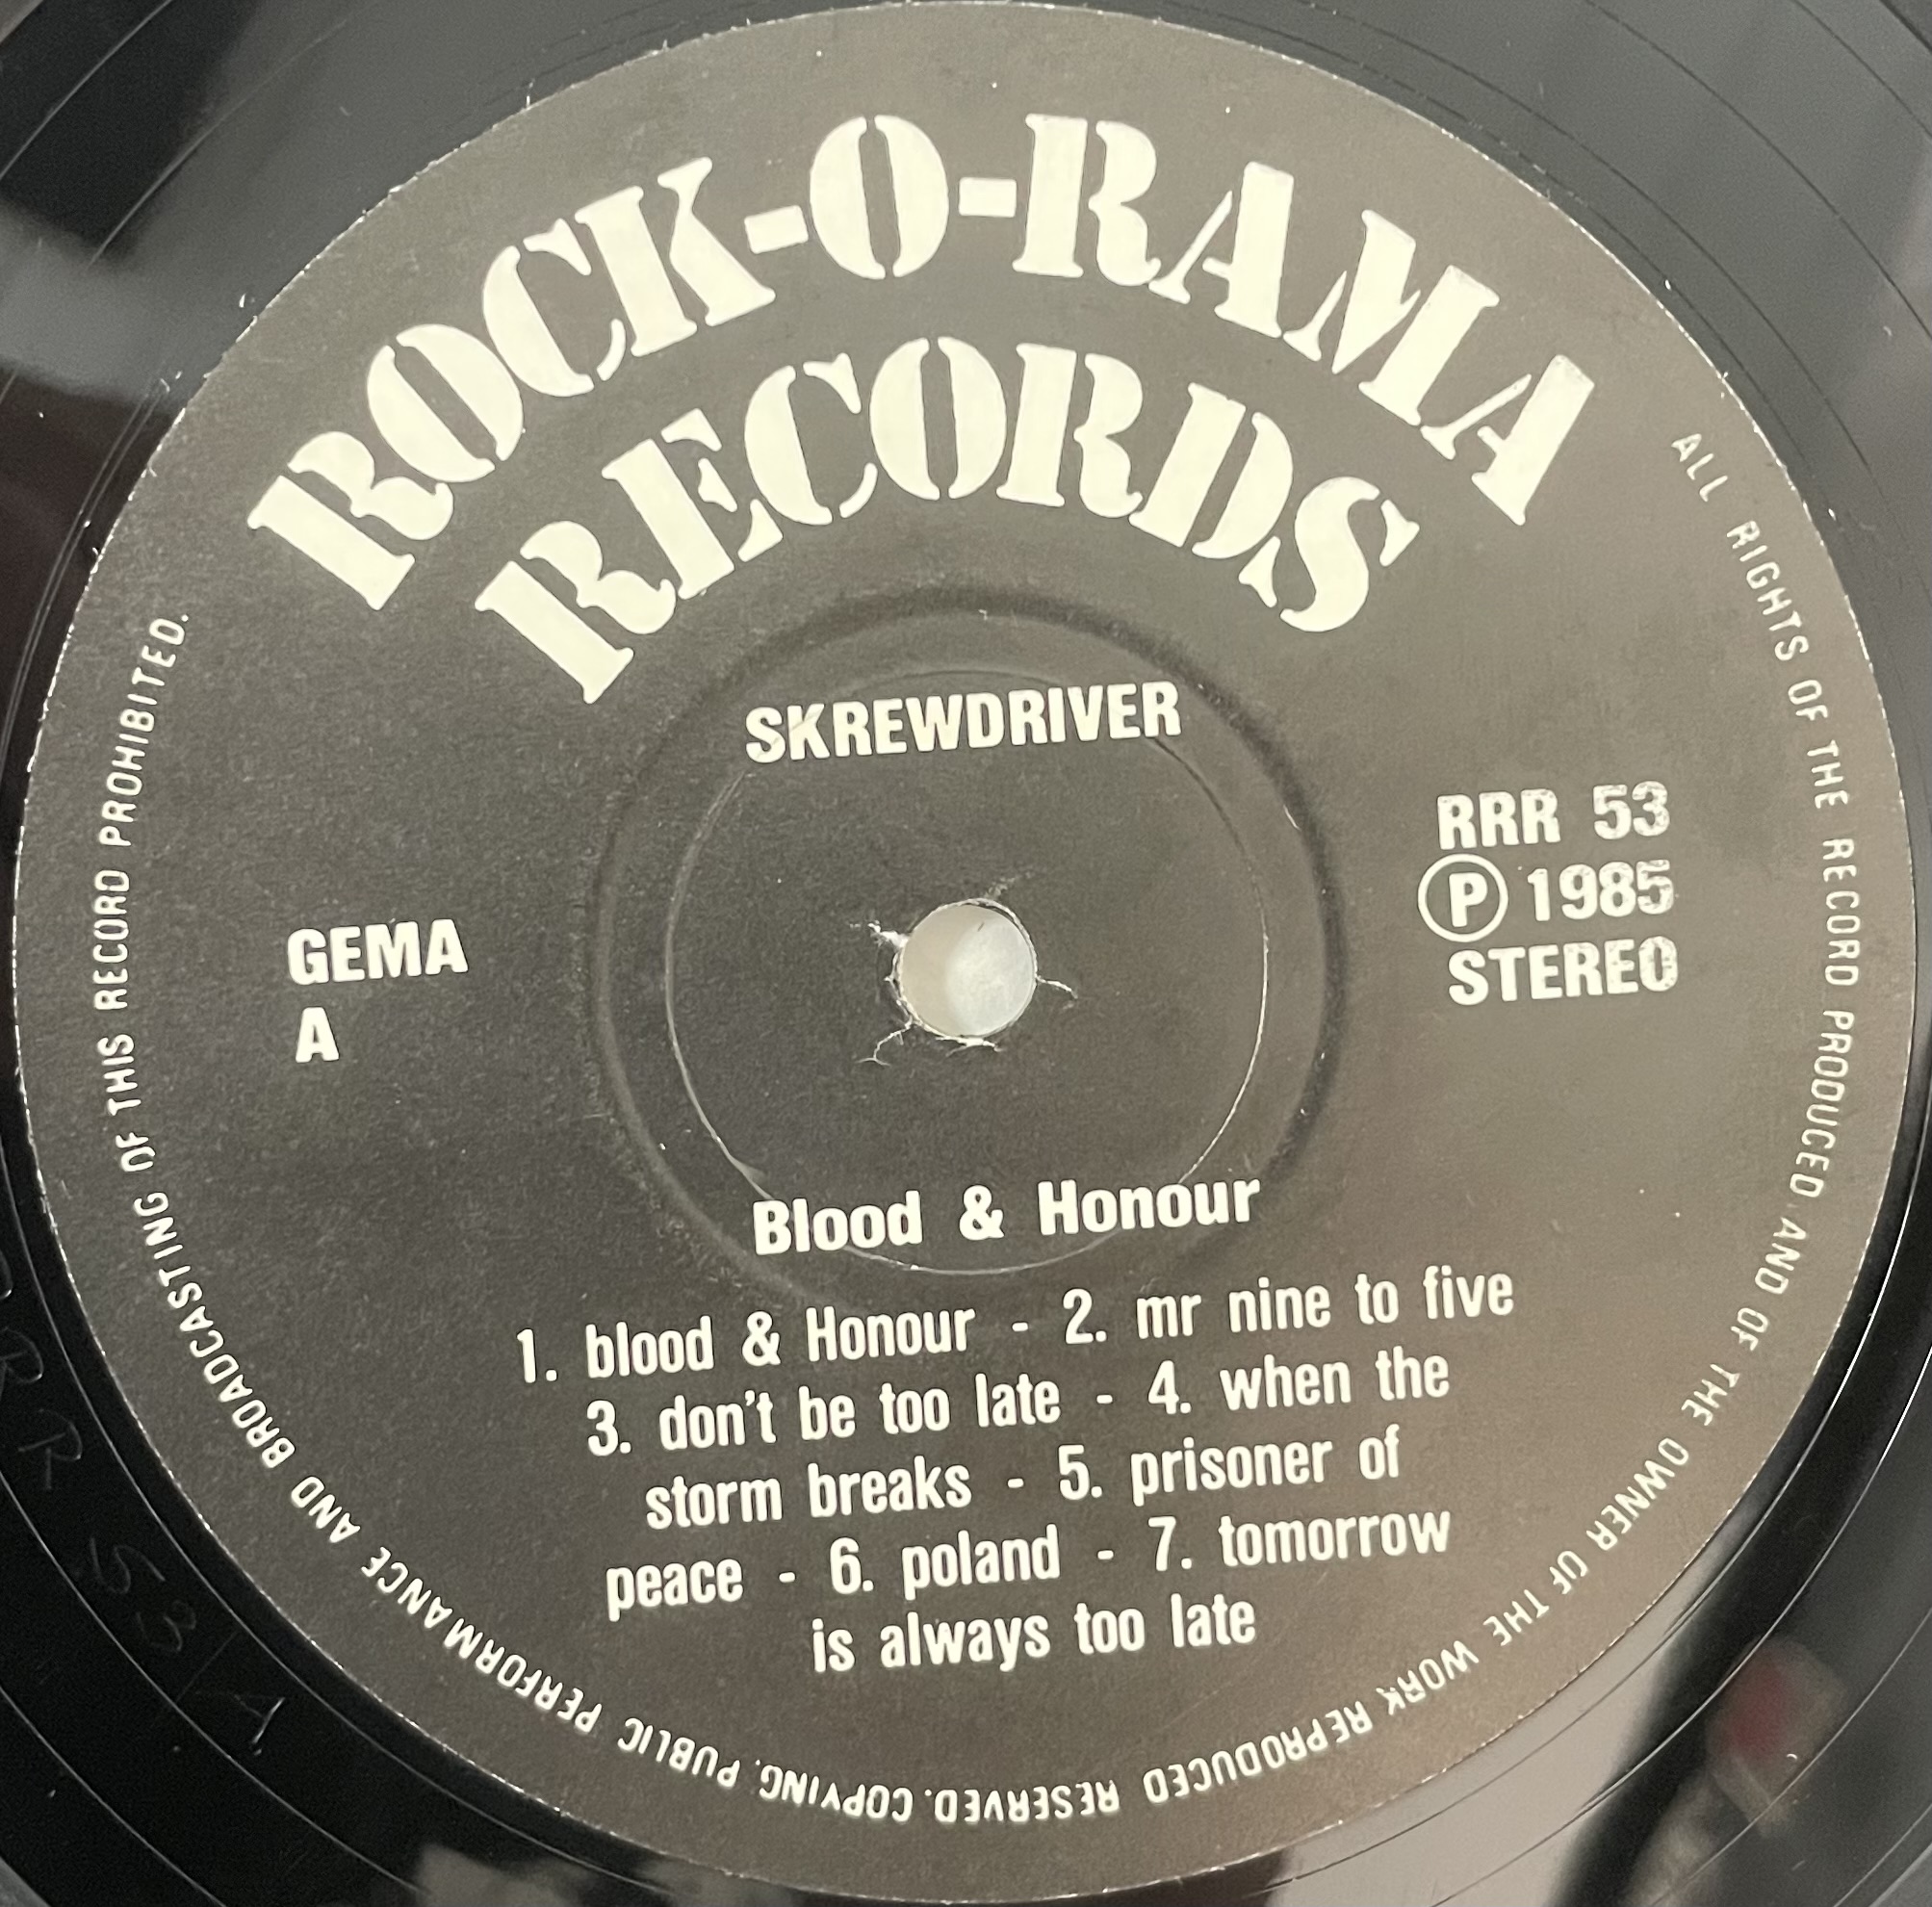 ROCK-O-RAMA
RECORDS
SKREWDRIVER
RRR 53
Ⓟ 1985
STEREO
GEMA
A
Blood & Honour
1. blood & Honour - 2. mr nine to five
3. don't be too late - 4. when the
storm breaks - 5. prisoner of
peace - 6. poland - 7. tomorrow
is always too late
ALL RIGHTS OF THE RECORD PRODUCED AND OF THE OWNER OF THE WORK REPRODUCED RESERVED. COPYING. PUBLIC PERFORMANCE AND BROADCASTING OF THIS RECORD PROHIBITED.
RR 53 A